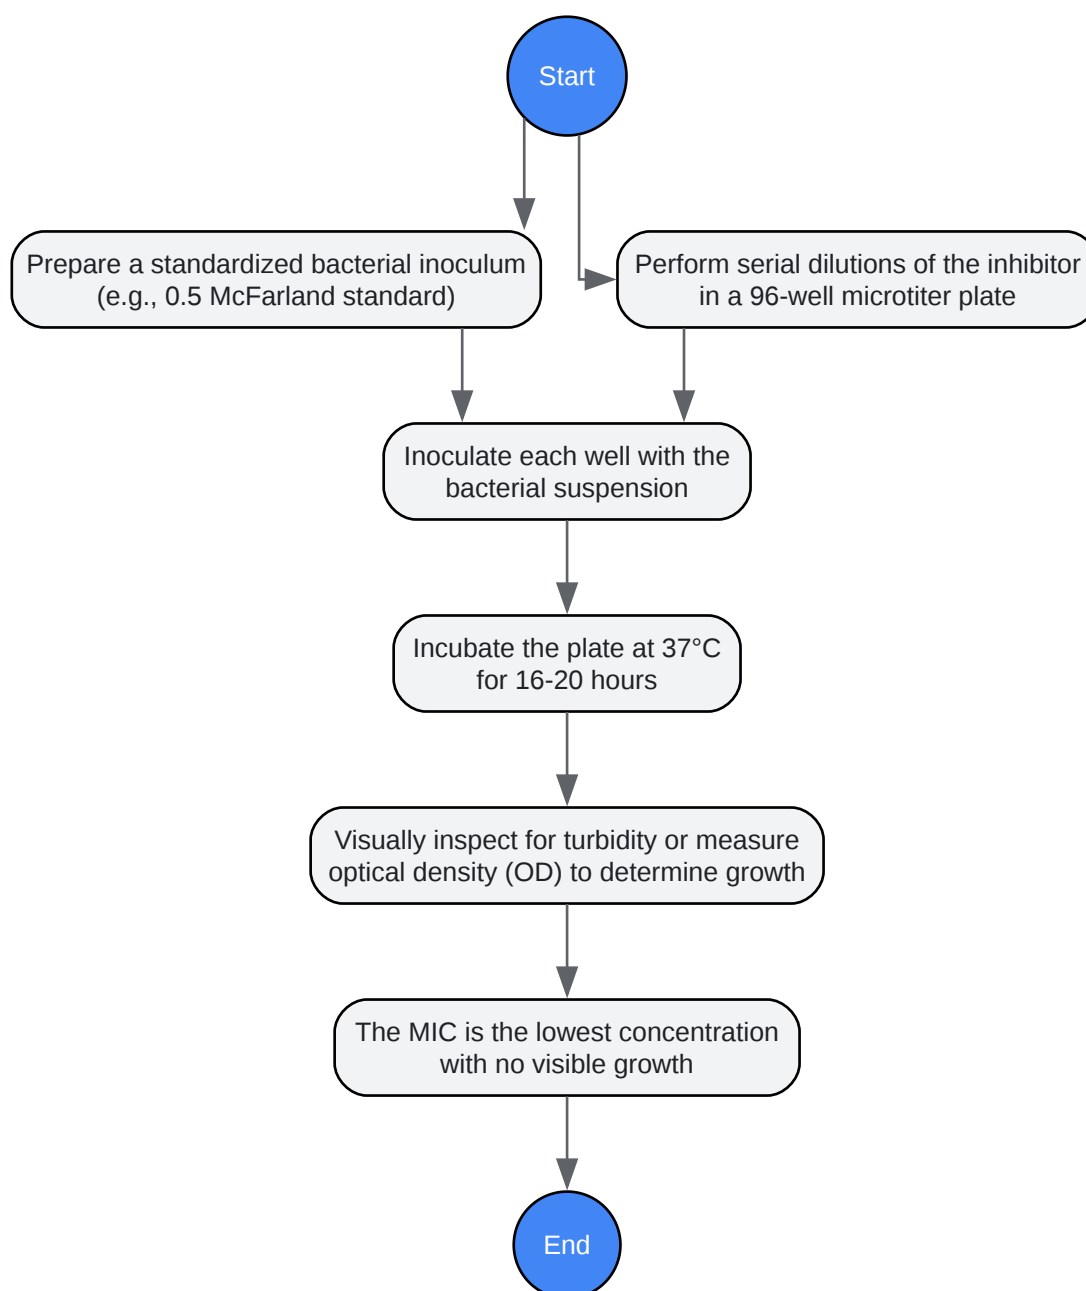 Start
Prepare a standardized bacterial inoculum
(e.g., 0.5 McFarland standard)
Perform serial dilutions of the inhibitor
in a 96-well microtiter plate
Inoculate each well with the
bacterial suspension
Incubate the plate at 37°C
for 16-20 hours
Visually inspect for turbidity or measure
optical density (OD) to determine growth
The MIC is the lowest concentration
with no visible growth
End